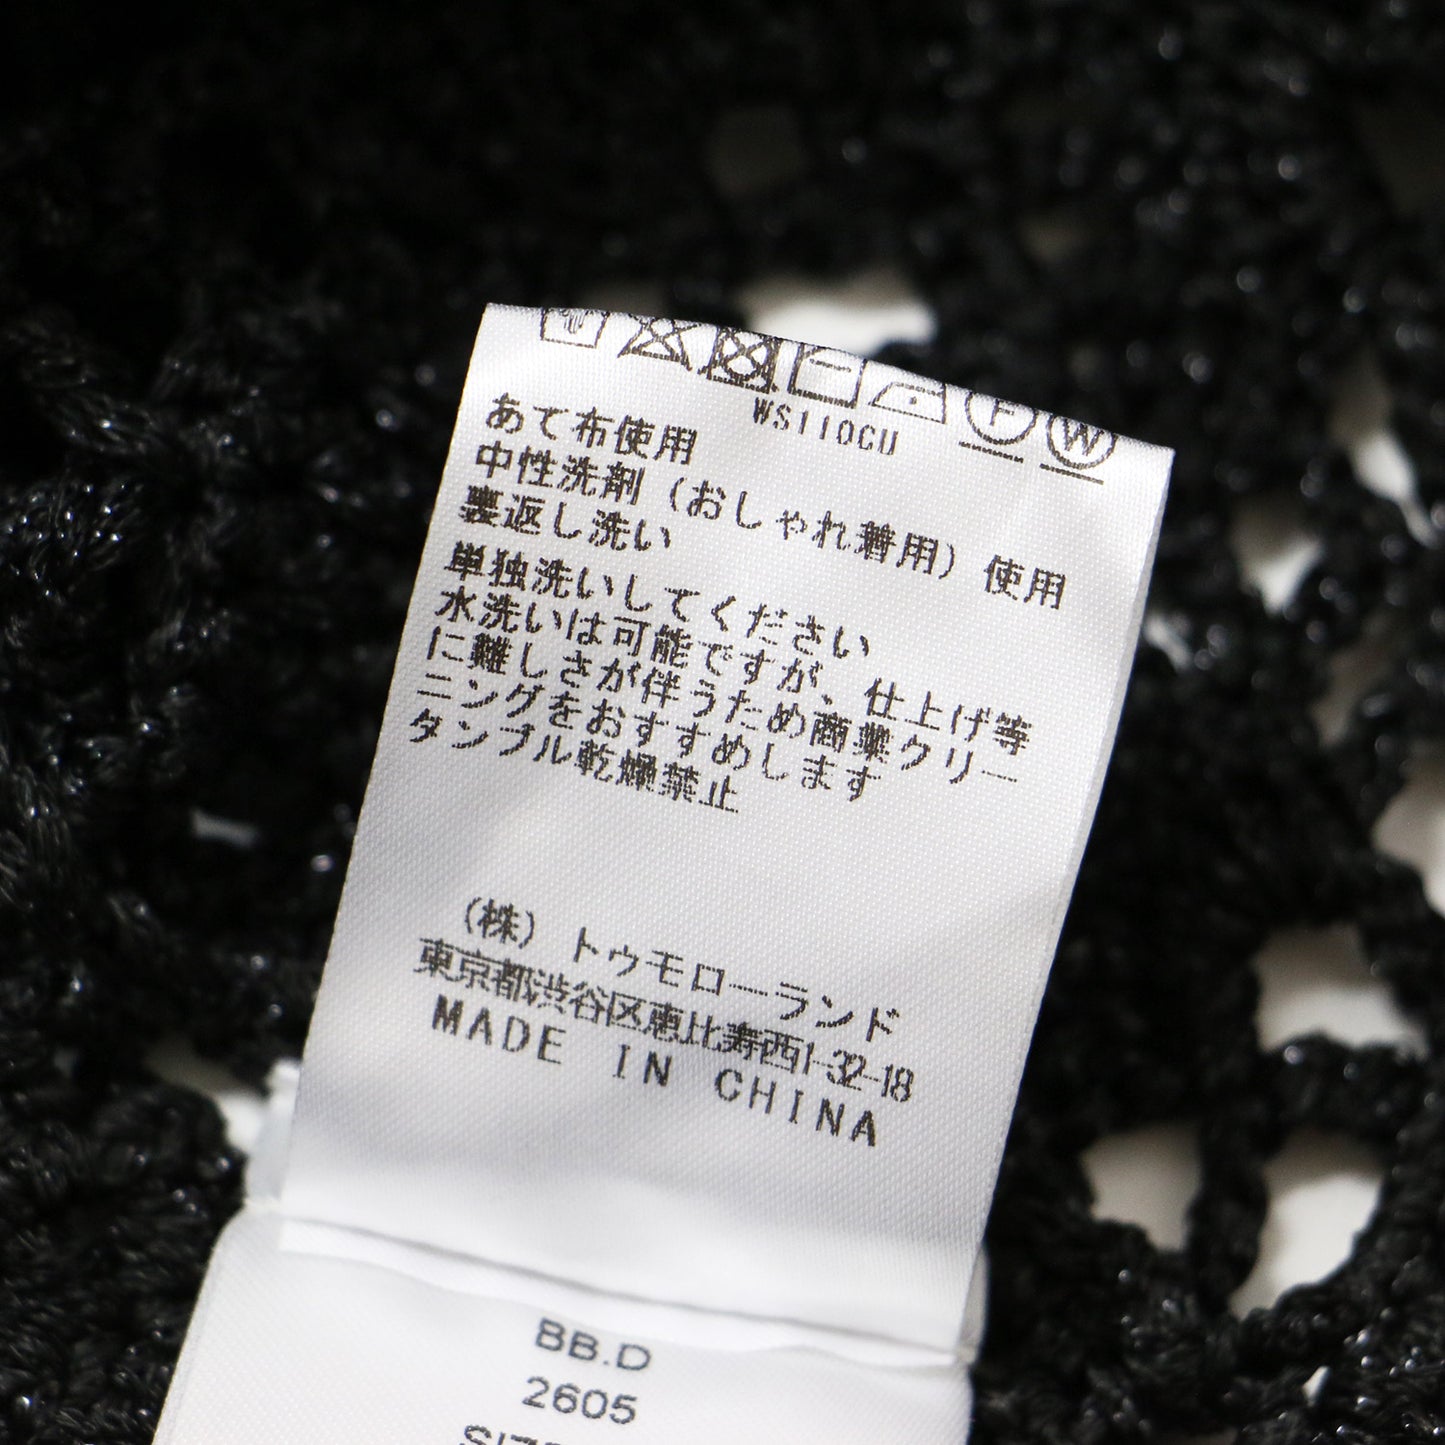 WS110CU
F
W
あて布使用
中性洗剤（おしゃれ着用）使用
裏返し洗い
単独洗いしてください
水洗いは可能ですが、仕上げ等
に難しさが伴うため商業クリー
ニングをおすすめします
タンブル乾燥禁止
（株）トゥモローランド
東京都渋谷区恵比寿西1-32-18
MADE IN CHINA
BB.D
2605